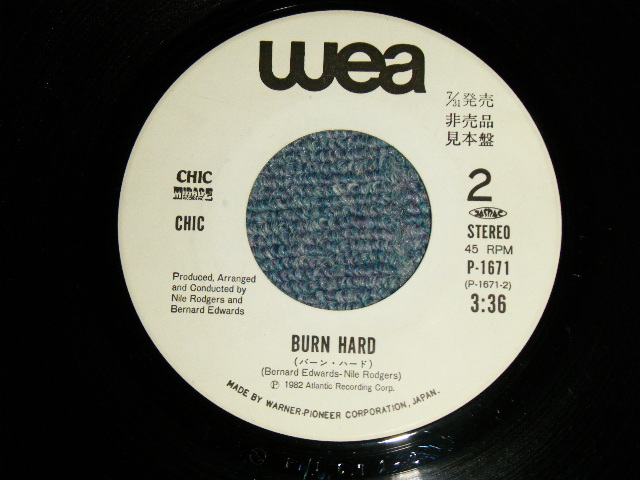 wea
7/31発売
非売品
見本盤
CHIC
MIRAGE
CHIC
2
JASRAC
STEREO
45 RPM
P-1671
(P-1671-2)
3:36
Produced, Arranged
and Conducted by
Nile Rodgers and
Bernard Edwards
BURN HARD
(バーン・ハード)
(Bernard Edwards-Nile Rodgers)
Ⓟ 1982 Atlantic Recording Corp.
MADE BY WARNER-PIONEER CORPORATION, JAPAN.